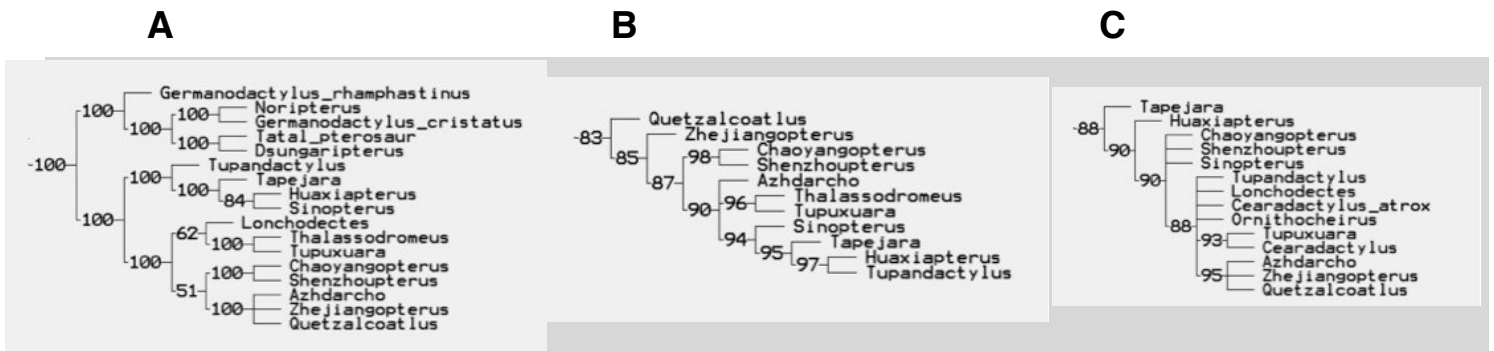 A
B
C
Germanodactylus_rhamphastinus
100
100
Noripterus
Germanodactylus_cristatus
100
Tatal_pterosaur
100
Dsungaripterus
-100
Tupandactylus
100
Tapejara
100
Huaxiapterus
84
Sinopterus
100
Lonchodectes
62
Thalassodromeus
100
Tupuxuara
100
Chaoyangopterus
100
Shenzhoupterus
51
Azhdarcho
100
Zhejiangopterus
Quetzalcoatlus
Quetzalcoatlus
-83
Zhejiangopterus
85
Chaoyangopterus
98
Shenzhoupterus
87
Azhdarcho
Thalassodromeus
96
Tupuxuara
90
Sinopterus
94
Tapejara
95
Huaxiapterus
97
Tupandactylus
Tapejara
-88
Huaxiapterus
90
Chaoyangopterus
Shenzhoupterus
Sinopterus
90
Tupandactylus
Lonchodectes
Cearadactylus_atrox
Ornithocheirus
88
Tupuxuara
93
Cearadactylus
Azhdarcho
95
Zhejiangopterus
Quetzalcoatlus